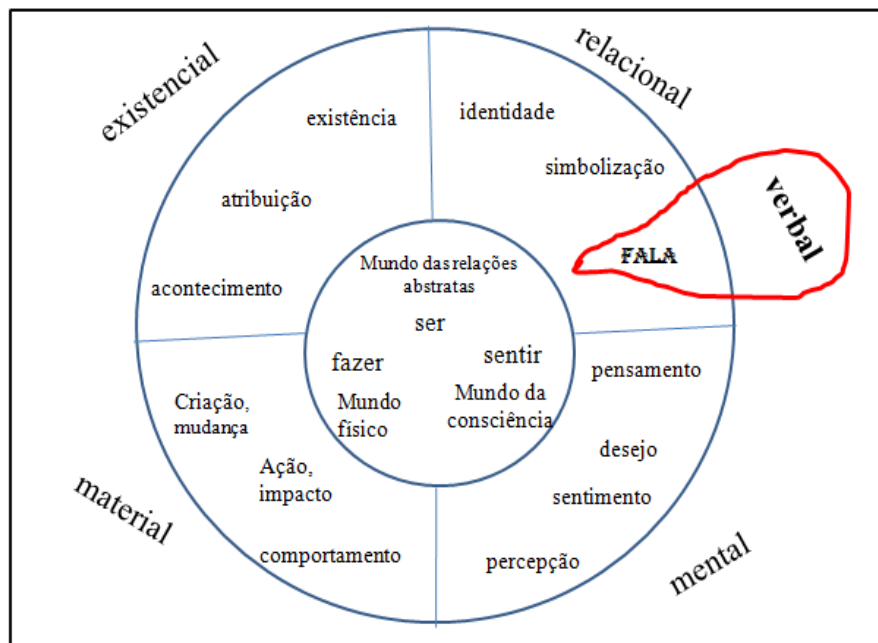 existencial
relacional
existência
identidade
simbolização
atribuição
verbal
FALA
acontecimento
Mundo das relações
abstratas
ser
fazer
sentir
Mundo
físico
Mundo da
consciência
pensamento
Criação,
mudança
desejo
Ação,
impacto
sentimento
material
comportamento
percepção
mental